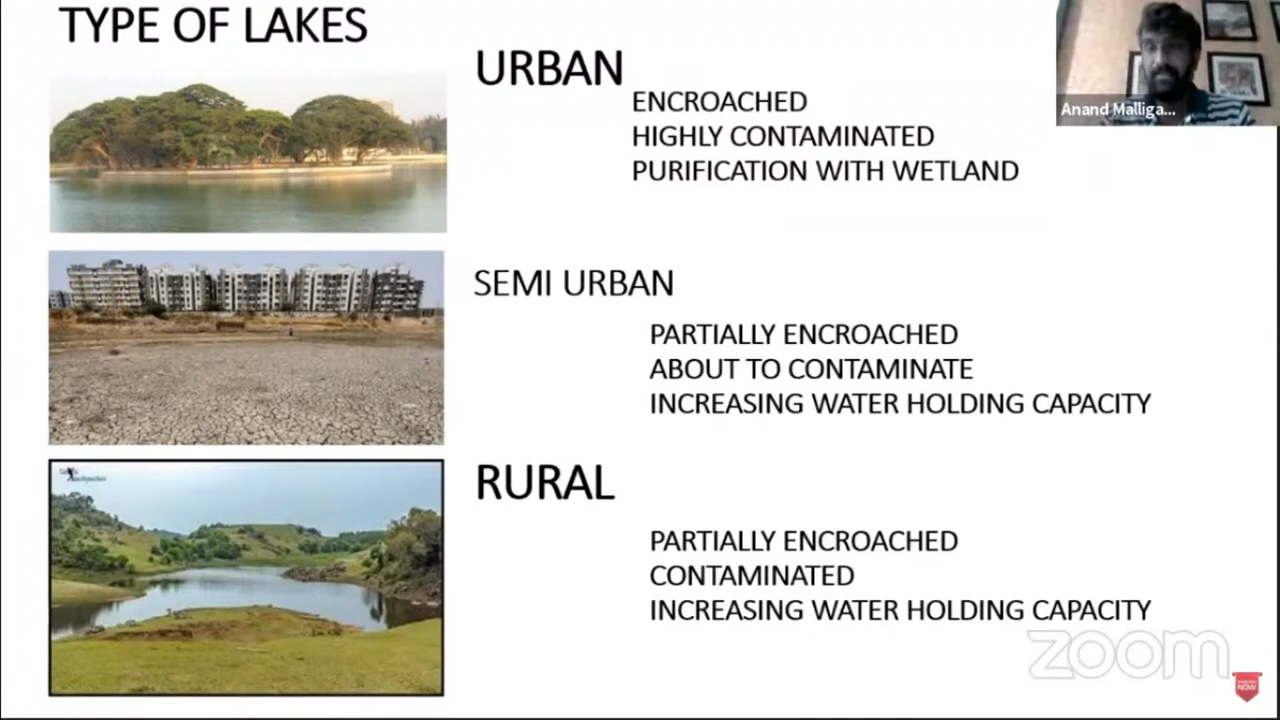 TYPE OF LAKES
URBAN
ENCROACHED
HIGHLY CONTAMINATED
PURIFICATION WITH WETLAND
Anand Malliga...
SEMI URBAN
PARTIALLY ENCROACHED
ABOUT TO CONTAMINATE
INCREASING WATER HOLDING CAPACITY
RURAL
PARTIALLY ENCROACHED
CONTAMINATED
INCREASING WATER HOLDING CAPACITY
zoom
NOW